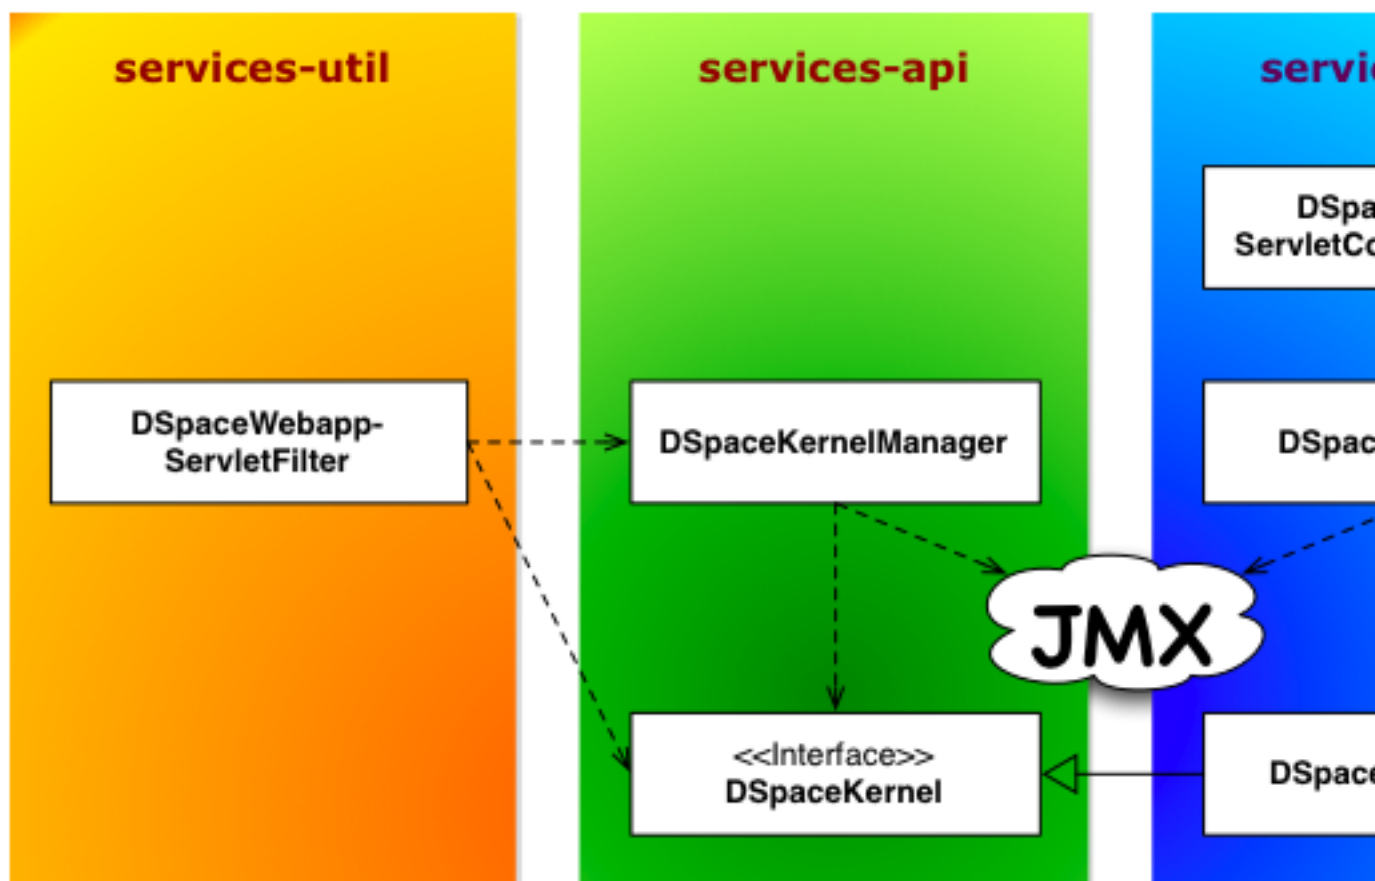 services-util
services-api
DSpaceWebapp-
ServletFilter
DSpaceKernelManager
JMX
<<Interface>>
DSpaceKernel